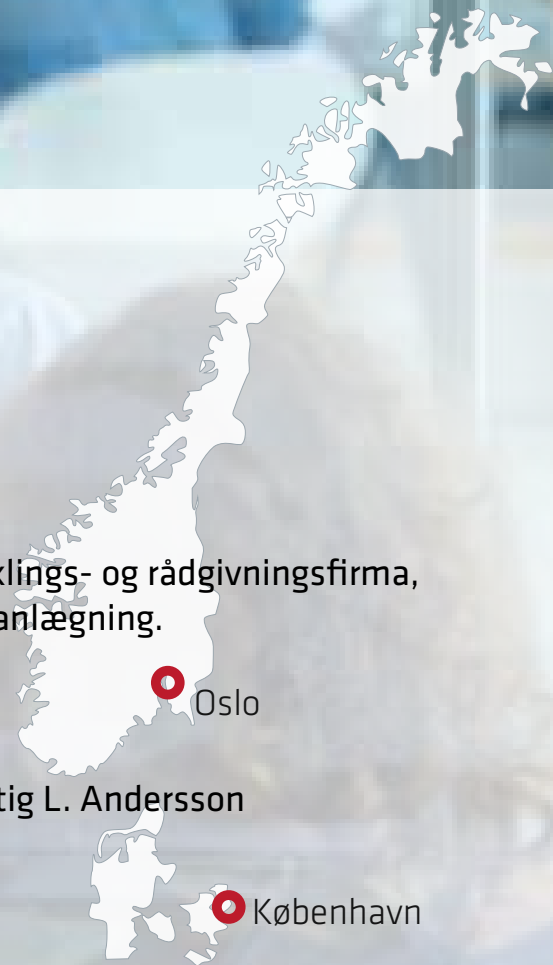 klings- og rådgivningsfirma,
anlægning.
Oslo
tig L. Andersson
København